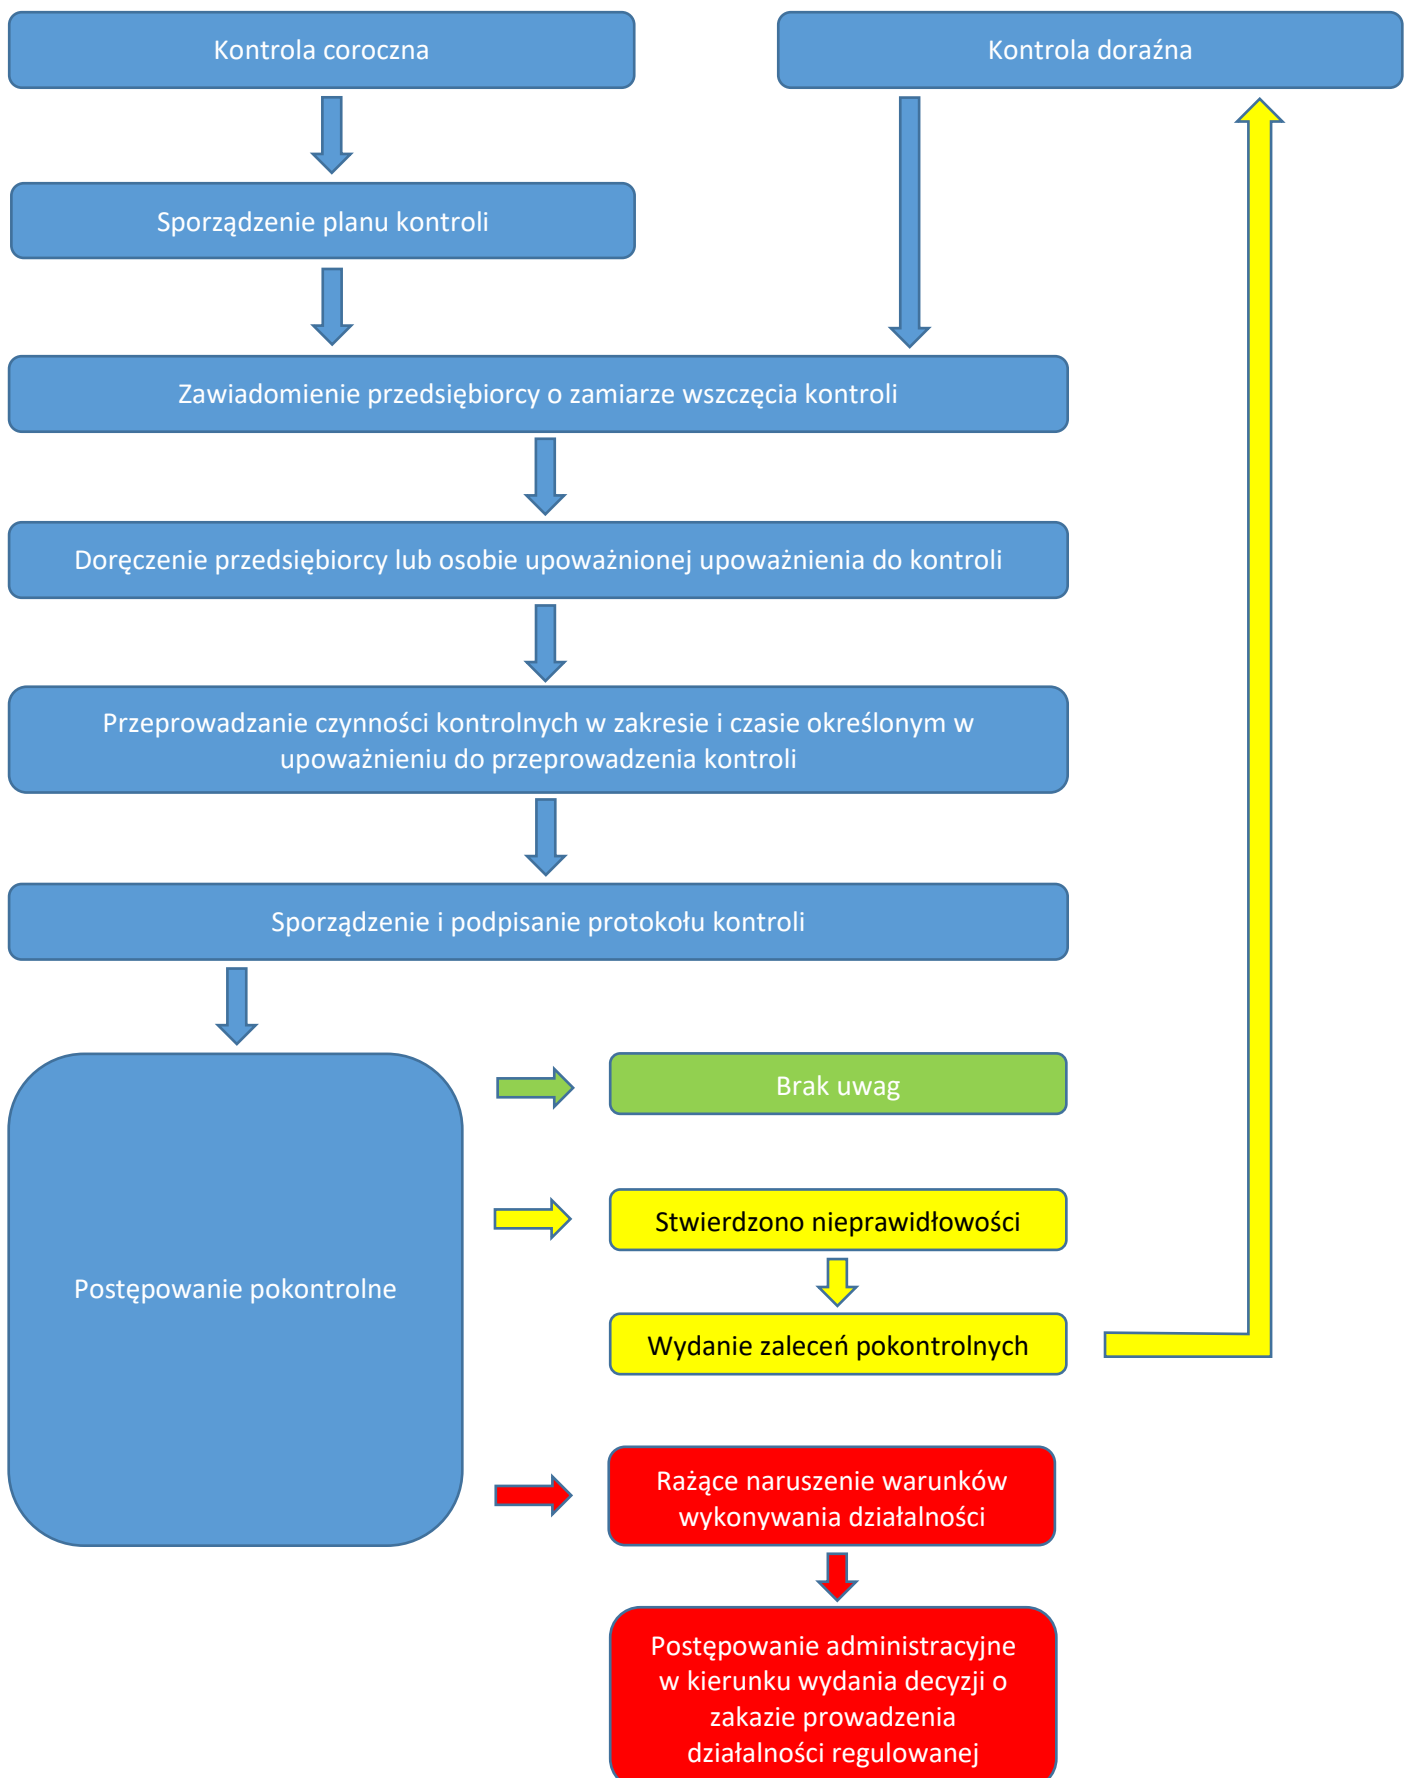 Kontrola coroczna
Kontrola doraźna
Sporządzenie planu kontroli
Zawiadomienie przedsiębiorcy o zamiarze wszczęcia kontroli
Doręczenie przedsiębiorcy lub osobie upoważnionej upoważnienia do kontroli
Przeprowadzanie czynności kontrolnych w zakresie i czasie określonym w
upoważnieniu do przeprowadzenia kontroli
Sporządzenie i podpisanie protokołu kontroli
Brak uwag
Stwierdzono nieprawidłowości
Postępowanie pokontrolne
Wydanie zaleceń pokontrolnych
Rażące naruszenie warunków
wykonywania działalności
Postępowanie administracyjne
w kierunku wydania decyzji o
zakazie prowadzenia
działalności regulowanej